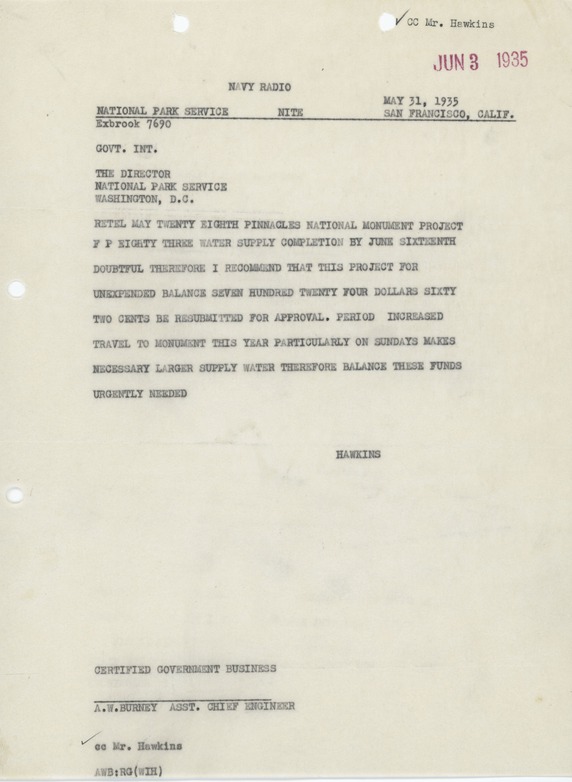 ✓ CC Mr. Hawkins
JUN 3 1935
NAVY RADIO
MAY 31, 1935
NATIONAL PARK SERVICE NITE SAN FRANCISCO, CALIF.
Exbrook 7690
GOVT. INT.
THE DIRECTOR
NATIONAL PARK SERVICE
WASHINGTON, D.C.
RETEL MAY TWENTY EIGHTH PINNACLES NATIONAL MONUMENT PROJECT
F P EIGHTY THREE WATER SUPPLY COMPLETION BY JUNE SIXTEENTH
DOUBTFUL THEREFORE I RECOMMEND THAT THIS PROJECT FOR
UNEXPENDED BALANCE SEVEN HUNDRED TWENTY FOUR DOLLARS SIXTY
TWO CENTS BE RESUBMITTED FOR APPROVAL. PERIOD INCREASED
TRAVEL TO MONUMENT THIS YEAR PARTICULARLY ON SUNDAYS MAKES
NECESSARY LARGER SUPPLY WATER THEREFORE BALANCE THESE FUNDS
URGENTLY NEEDED
HAWKINS
CERTIFIED GOVERNMENT BUSINESS
A.W.BURNEY ASST. CHIEF ENGINEER
✓ cc Mr. Hawkins
AWB:RG(WIH)